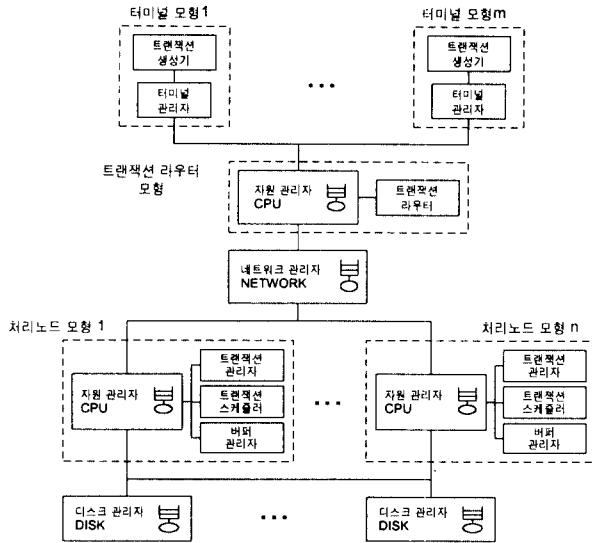 터미널 모형1
터미널 모형m
트랜잭션
생성기
트랜잭션
생성기
터미널
관리자
터미널
관리자
...
트랜잭션 라우터
모형
자원 관리자
CPU
트랜잭션
라우터
네트워크 관리자
NETWORK
처리노드 모형 1
처리노드 모형 n
자원 관리자
CPU
트랜잭션
관리자
트랜잭션
스케쥴러
버퍼
관리자
...
자원 관리자
CPU
트랜잭션
관리자
트랜잭션
스케쥴러
버퍼
관리자
디스크 관리자
DISK
...
디스크 관리자
DISK